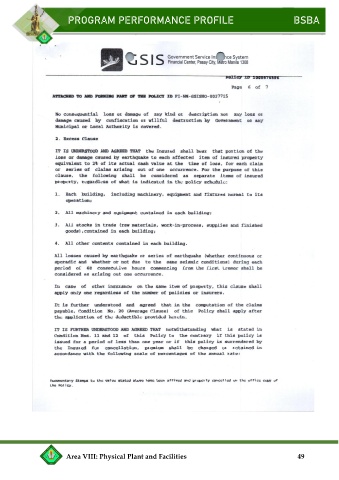 PROGRAM PERFORMANCE PROFILE BSBA
GSIS Government Service Insurance System
Financial Center, Pasay City, Metro Manila 1308
Page 6 of 7
ATTACHED TO AND FORMING PART OF THE POLICY ID
No consequential loss or damage of any kind or description nor any loss or
damage caused by confiscation or willful destruction by Government or any
Municipal or Local Authority is covered.
2. Excess Clause
IT IS UNDERSTOOD AND AGREED THAT the Insured shall bear that portion of the
loss or damage caused by earthquake to each affected item of insured property
equivalent to 2% of its actual cash value at the time of loss, for each claim
or series of claims arising out of one occurrence. For the purpose of this
clause, the following shall be considered as separate items of insured
property, regardless of what is indicated in the policy schedule:
1. Each building, including machinery, equipment and fixtures normal to its
operation;
2. All machinery and equipment contained in each building;
3. All stocks in trade (raw materials, work-in-process, supplies and finished
goods), contained in each building;
4. All other contents contained in each building.
All losses caused by earthquake or series of earthquake (whether continuous or
sporadic and whether or not due to the same seismic conditions) during each
period of 48 consecutive hours commencing from the first tremor shall be
considered as arising out one occurrence.
In case of other insurance on the same item of property, this clause shall
apply only one regardless of the number of policies or insurers.
It is further understood and agreed that in the computation of the claims
payable, Condition No. 26 (Average Clause) of this Policy shall apply after
the application of the deductible provided herein.
IT IS FURTHER UNDERSTOOD AND AGREED THAT notwithstanding what is stated in
Condition Nos. 11 and 12 of this Policy to the contrary if this policy is
issued for a period of less than one year or if this policy is surrendered by
the Insured for cancellation, premium shall be charged or retained in
accordance with the following scale of percentages of the annual rate:
Documentary Stamps to the value stated above have been affixed and properly cancelled on the office copy of
the Policy.
Area VIII: Physical Plant and Facilities 49